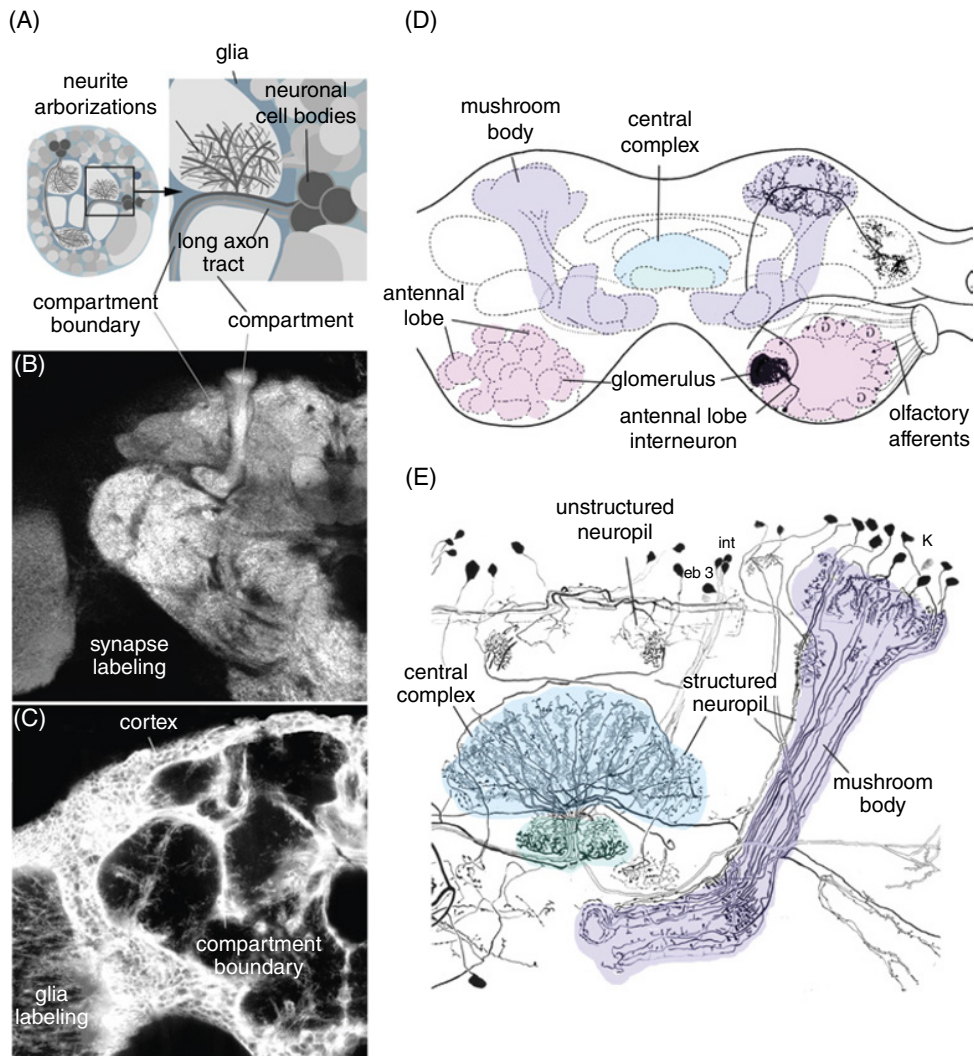 (A)
glia
neurite
arborizations
neuronal
cell bodies
long axon
tract
compartment
boundary
compartment
(B)
synapse
labeling
(C)
cortex
compartment
boundary
glia
labeling
(D)
mushroom
body
central
complex
antennal
lobe
glomerulus
antennal lobe
interneuron
olfactory
afferents
(E)
unstructured
neuropil
int
K
eb 3
central
complex
structured
neuropil
mushroom
body